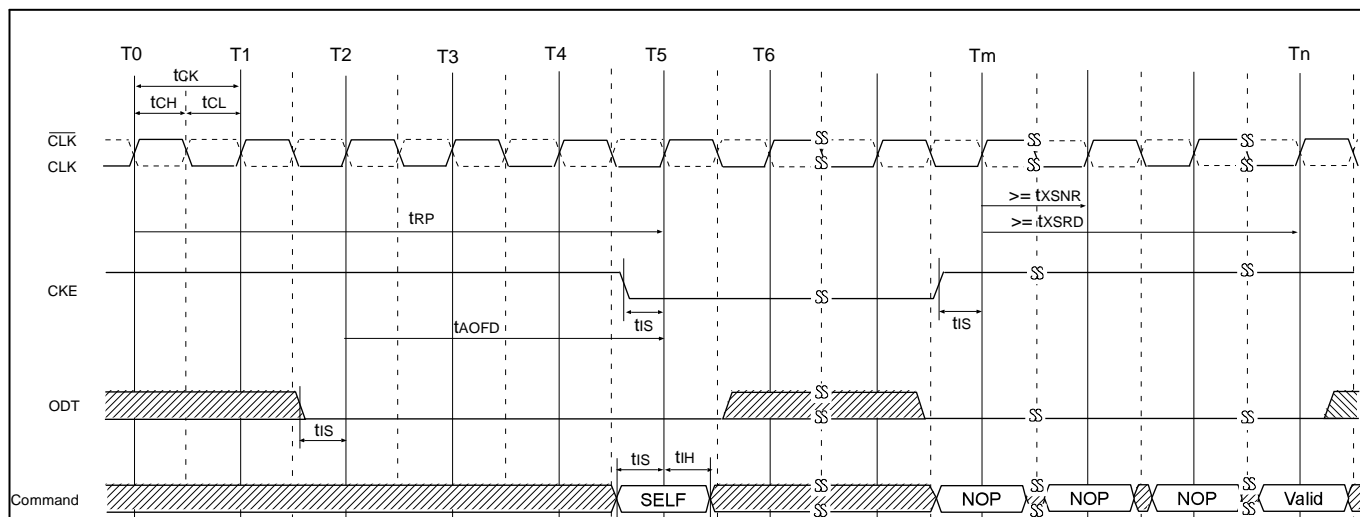 T0 T1 T2 T3 T4 T5 T6 Tm Tn
tCK
tCH tCL
CLK
CLK
>= tXSNR
tRP
>= tXSRD
CKE
tIS tIS
tAOFD
ODT
tIS
tIS tIH
Command SELF NOP NOP NOP Valid